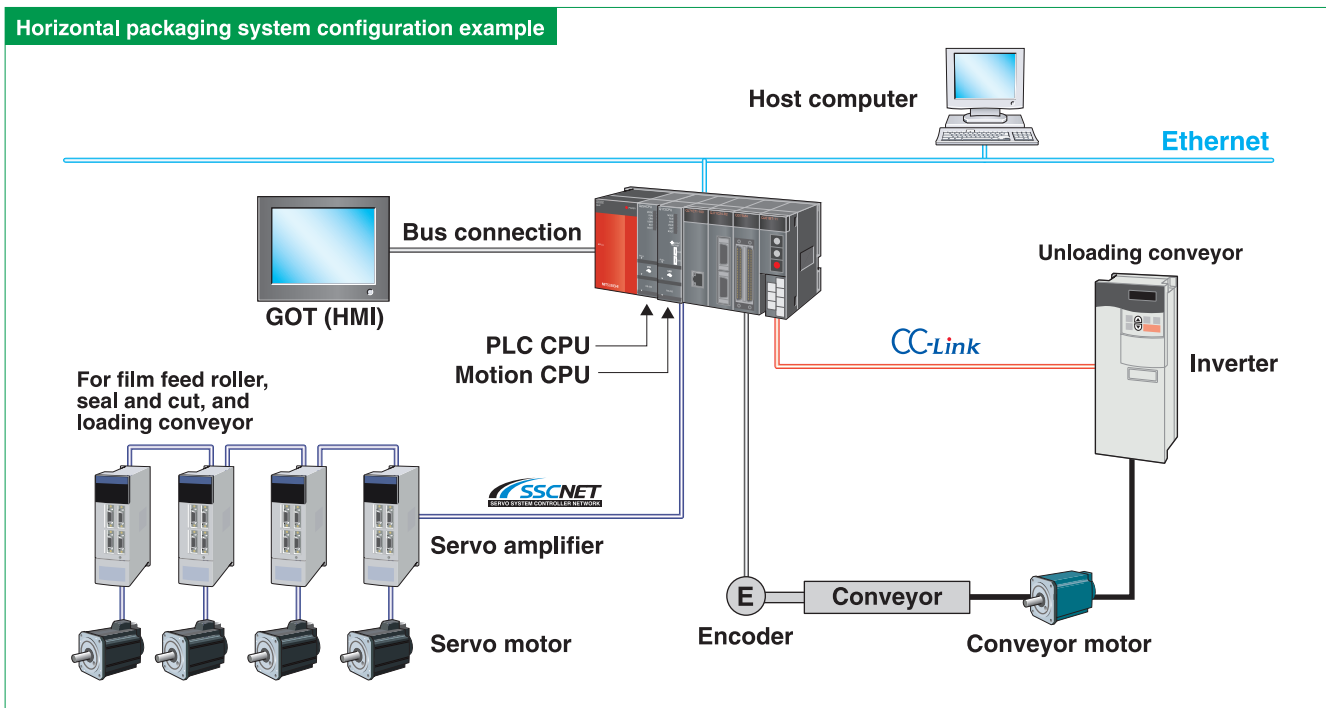 Horizontal packaging system configuration example
Host computer
Ethernet
Bus connection
GOT (HMI)
PLC CPU
Motion CPU
Unloading conveyor
CC-Link
Inverter
For film feed roller,
seal and cut, and
loading conveyor
SSCNET
SERVO SYSTEM CONTROLLER NETWORK
Servo amplifier
Servo motor
E
Encoder
Conveyor
Conveyor motor